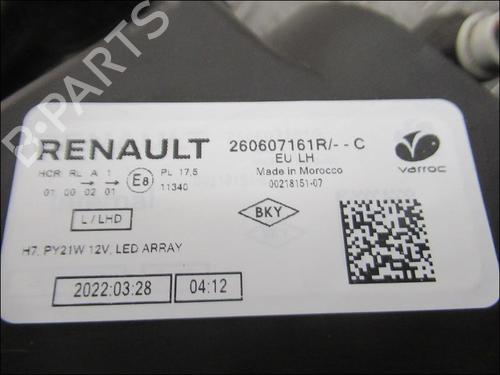 B-PARTS
RENAULT
260607161R/--C
EU LH
Made in Morocco
00218151-07
varroc
HCR RL A 1
01 00 02 01
E8
PL 17.5
11340
L/LHD
BKY
H7, PY21W 12V, LED ARRAY
2022:03:28
04:12